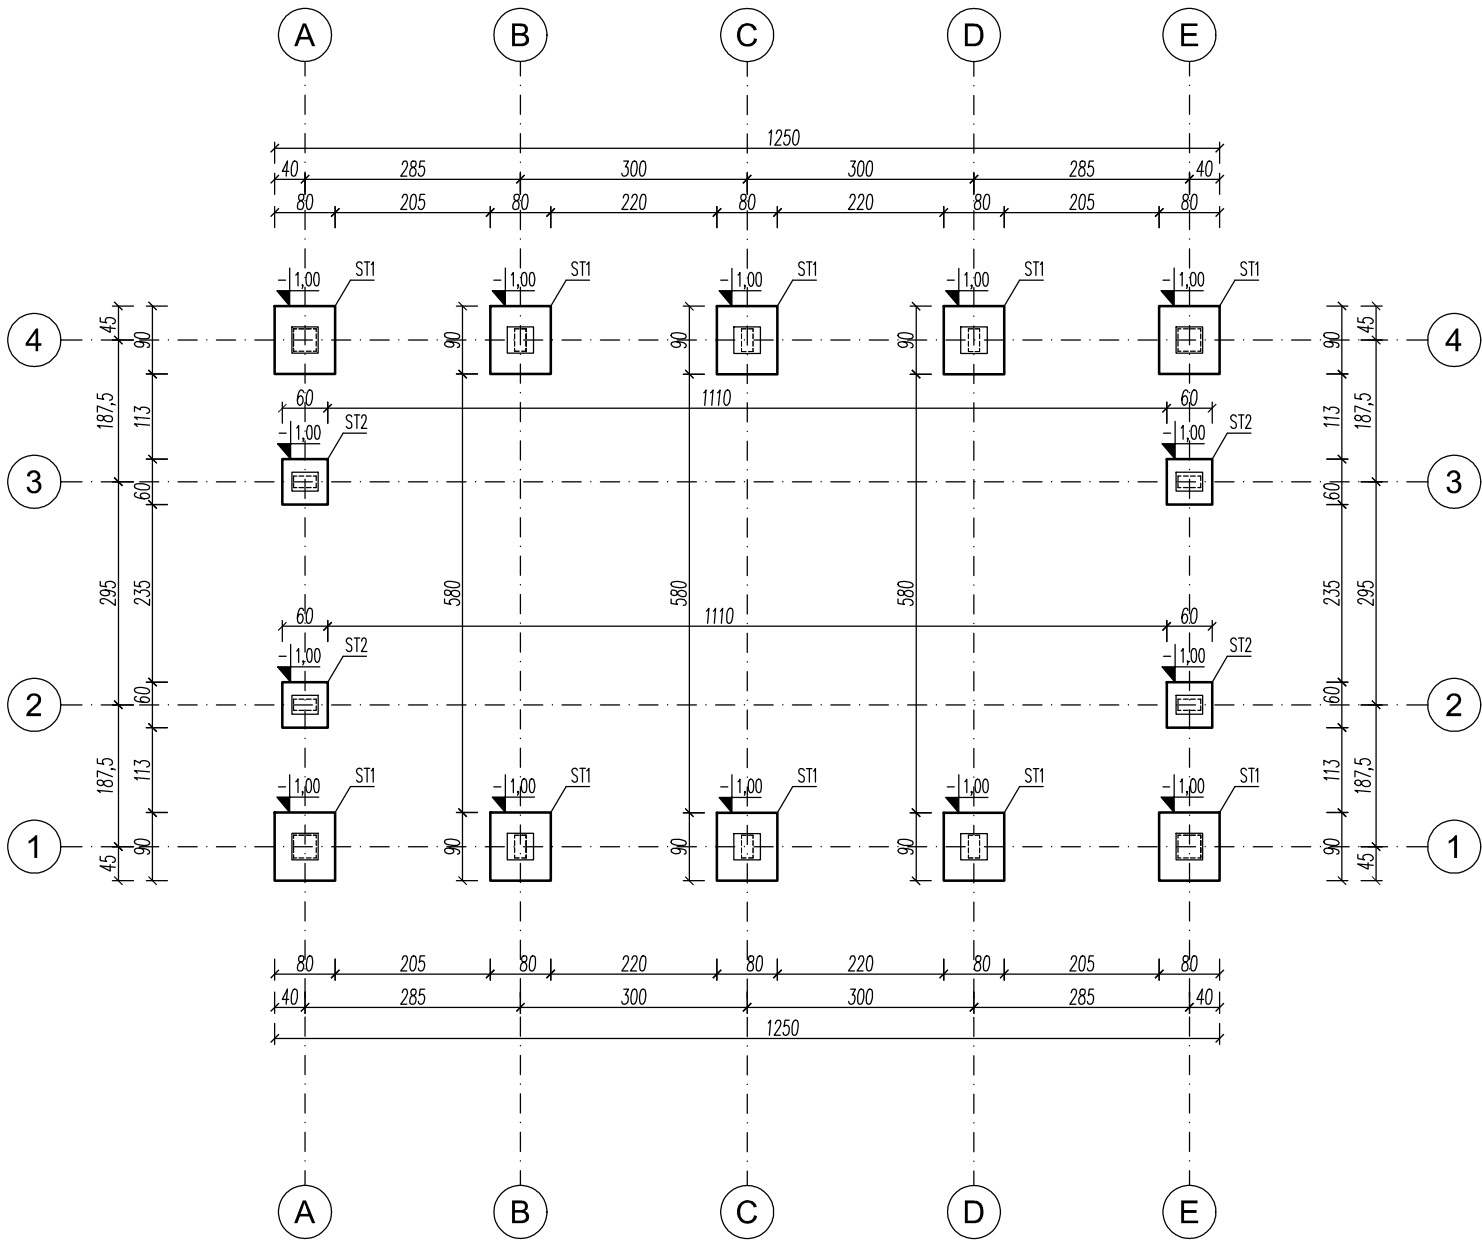 A B C D E
1250
40 285 300 300 285 40
80 205 80 220 80 220 80 205 80
ST1 ST1 ST1 ST1 ST1
- 1,00 - 1,00 - 1,00 - 1,00 - 1,00
45 45
4 90 90 90 90 90 4
187,5 113 113 187,5
60 1110 60
ST2 ST2
- 1,00 - 1,00
3 60 60 3
295 235 580 580 580 235 295
60 1110 60
ST2 ST2
- 1,00 - 1,00
2 60 60 2
187,5 113 113 187,5
ST1 ST1 ST1 ST1 ST1
- 1,00 - 1,00 - 1,00 - 1,00 - 1,00
1 90 90 90 90 90 1
45 45
80 205 80 220 80 220 80 205 80
40 285 300 300 285 40
1250
A B C D E